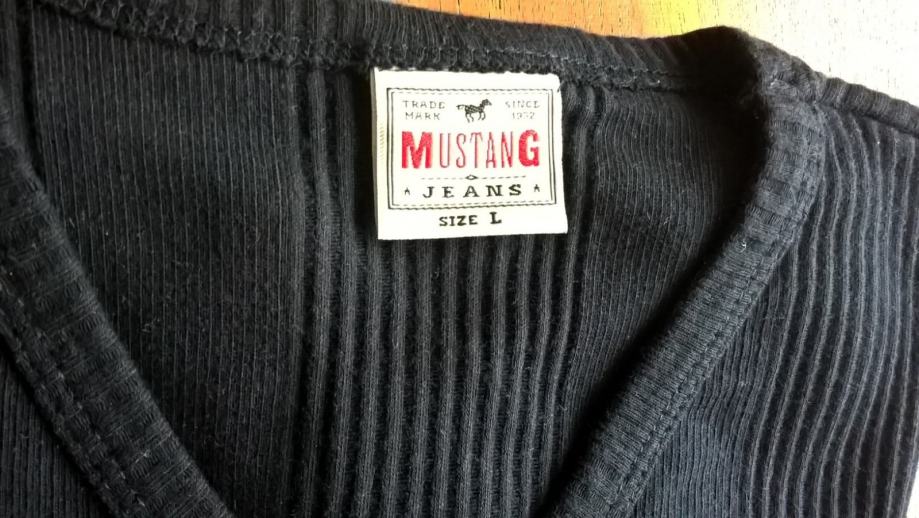 TRADE MARK SINCE 1932
MUSTANG
JEANS
SIZE L